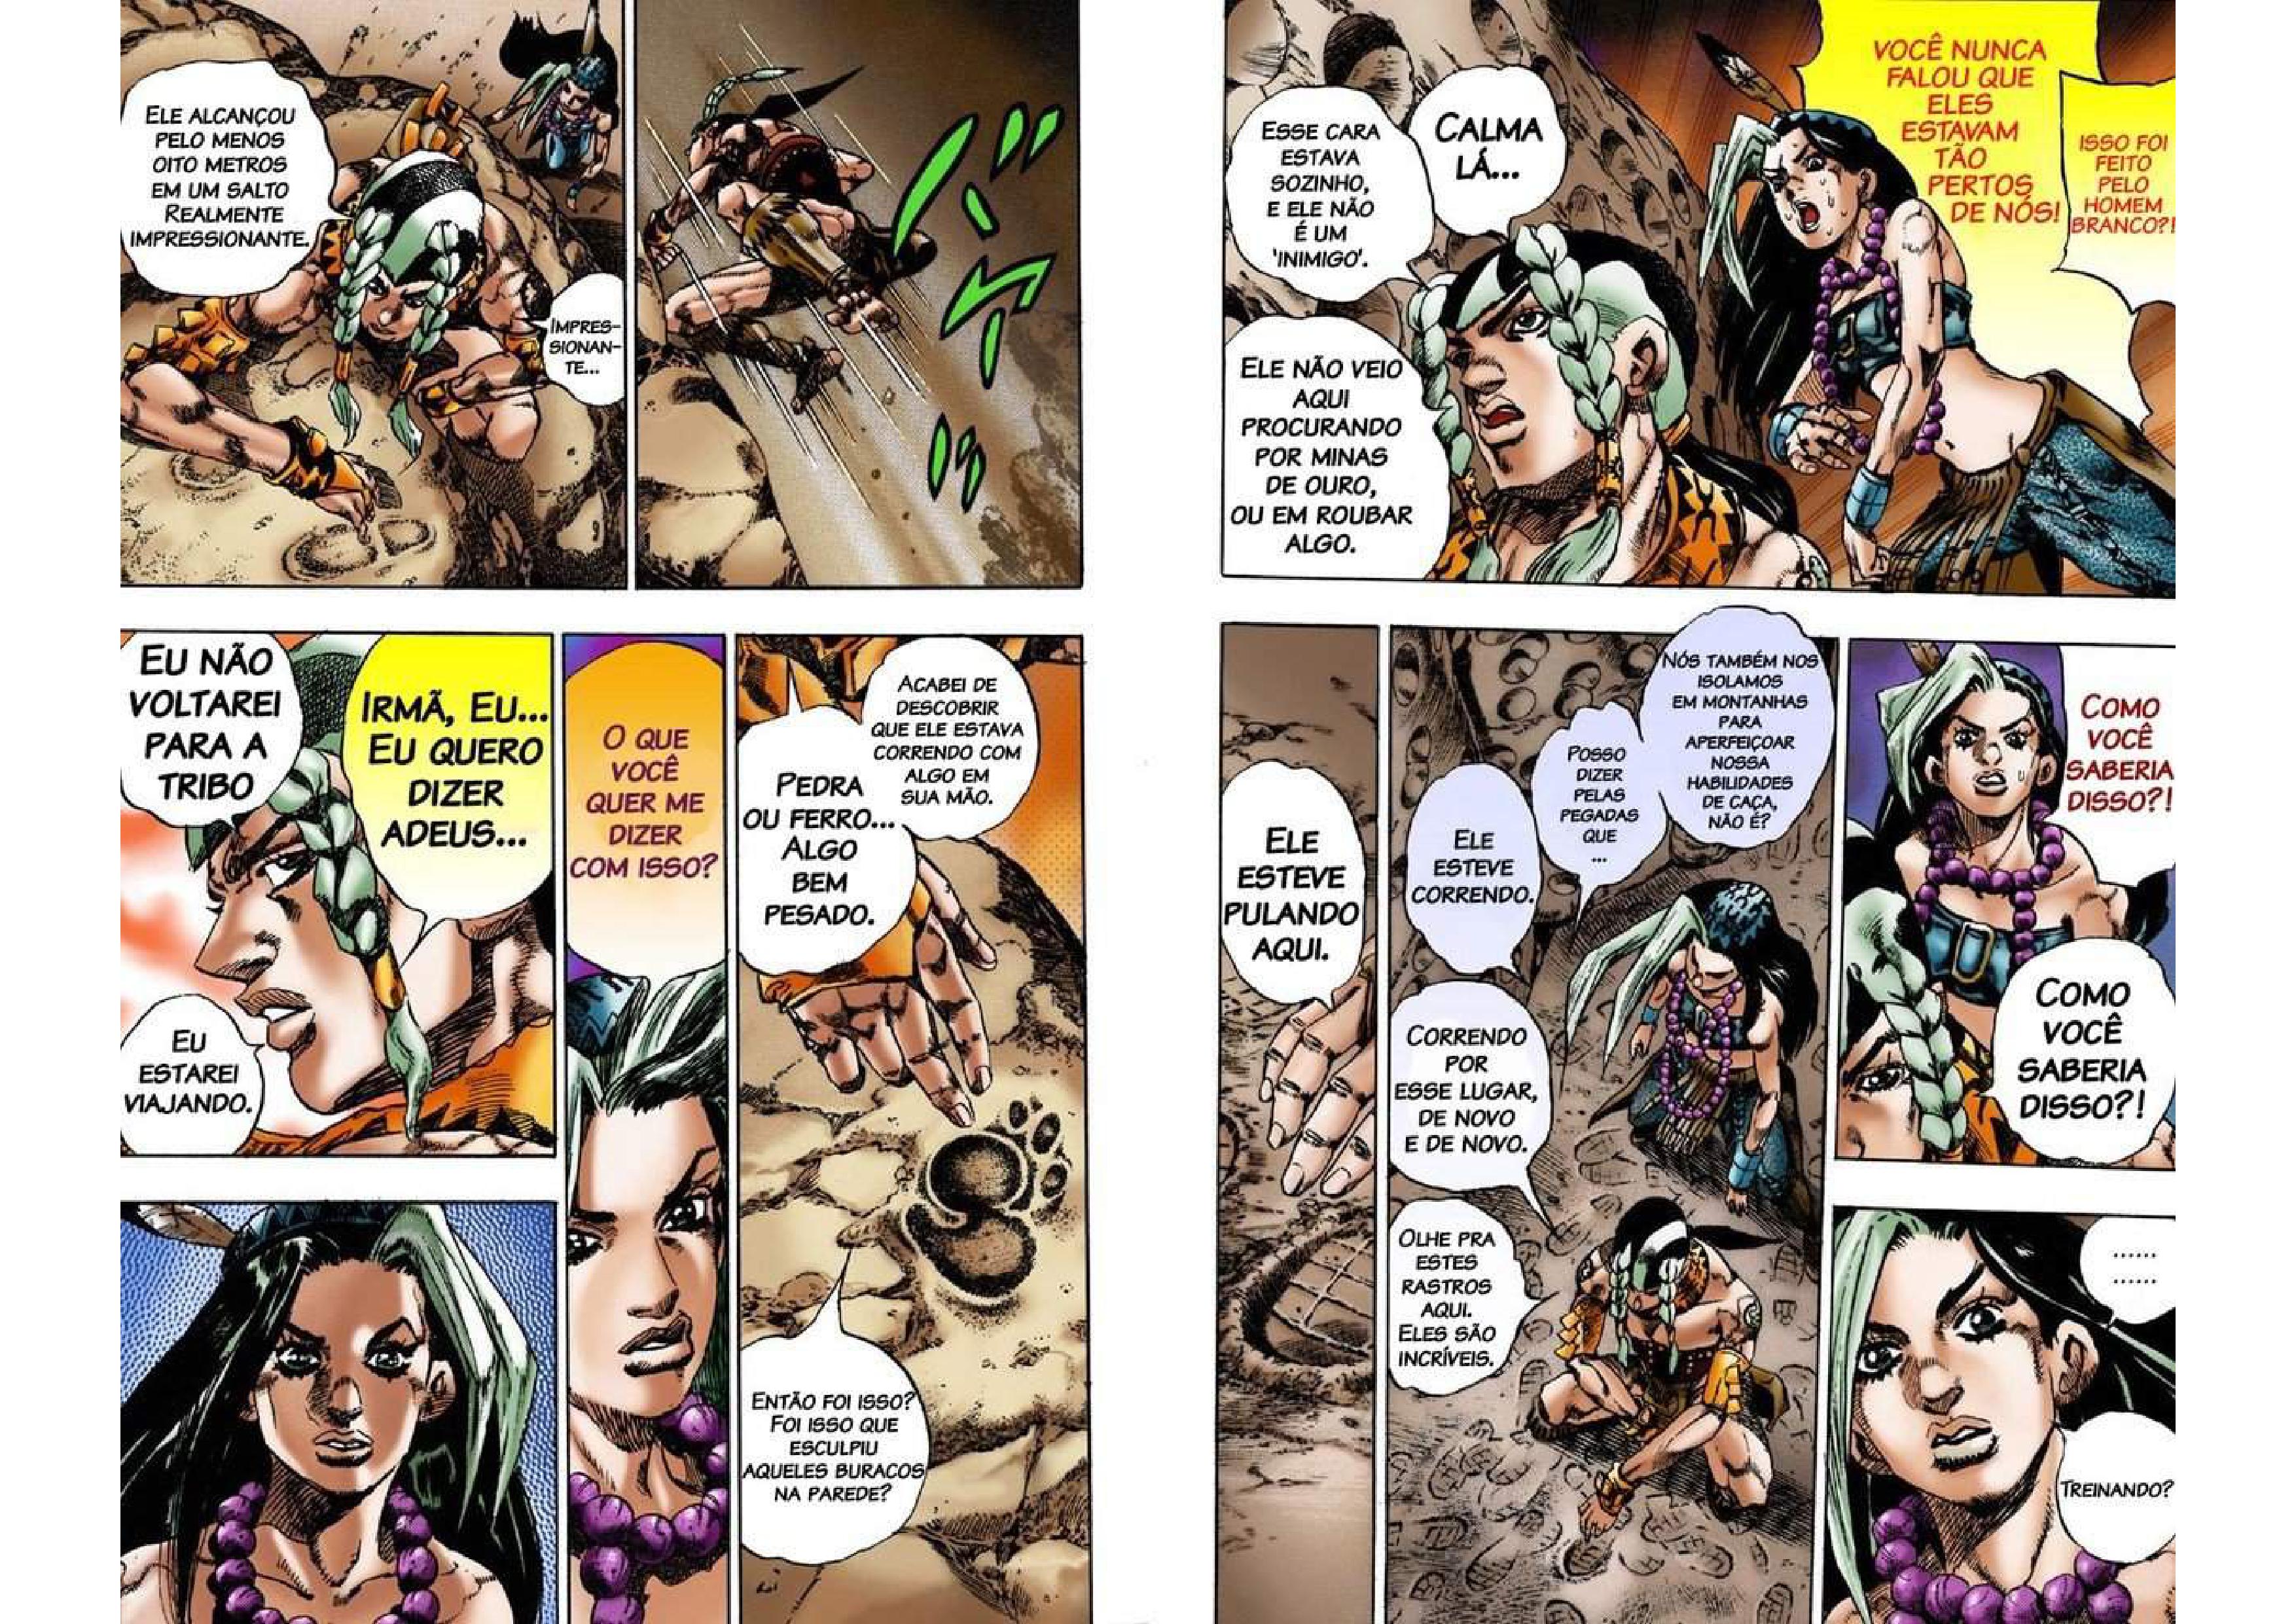 ISSO FOI
FEITO
PELO
HOMEM
BRANCO?!
VOCÊ NUNCA
FALOU QUE
ELES
ESTAVAM
TÃO
PERTOS
DE NÓS!
CALMA
LÁ...
ESSE CARA
ESTAVA
SOZINHO,
E ELE NÃO
É UM
'INIMIGO'.
ELE NÃO VEIO
AQUI
PROCURANDO
POR MINAS
DE OURO,
OU EM ROUBAR
ALGO.
COMO
VOCÊ
SABERIA
DISSO?!
COMO
VOCÊ
SABERIA
DISSO?!
......
......
TREINANDO?
NÓS TAMBÉM NOS
ISOLAMOS
EM MONTANHAS
PARA
APERFEIÇOAR
NOSSA
HABILIDADES
DE CAÇA,
NÃO É?
POSSO
DIZER
PELAS
PEGADAS
QUE
...
ELE
ESTEVE
CORRENDO.
CORRENDO
POR
ESSE LUGAR,
DE NOVO
E DE NOVO.
OLHE PRA
ESTES
RASTROS
AQUI.
ELES SÃO
INCRÍVEIS.
ELE
ESTEVE
PULANDO
AQUI.
IMPRES-
SIONAN-
TE...
ELE ALCANÇOU
PELO MENOS
OITO METROS
EM UM SALTO
REALMENTE
IMPRESSIONANTE.
ACABEI DE
DESCOBRIR
QUE ELE ESTAVA
CORRENDO COM
ALGO EM
SUA MÃO.
PEDRA
OU FERRO...
ALGO
BEM
PESADO.
ENTÃO FOI ISSO?
FOI ISSO QUE
ESCULPIU
AQUELES BURACOS
NA PAREDE?
O QUE
VOCÊ
QUER ME
DIZER
COM ISSO?
IRMÃ, EU...
EU QUERO
DIZER
ADEUS...
EU NÃO
VOLTAREI
PARA A
TRIBO
EU
ESTAREI
VIAJANDO.